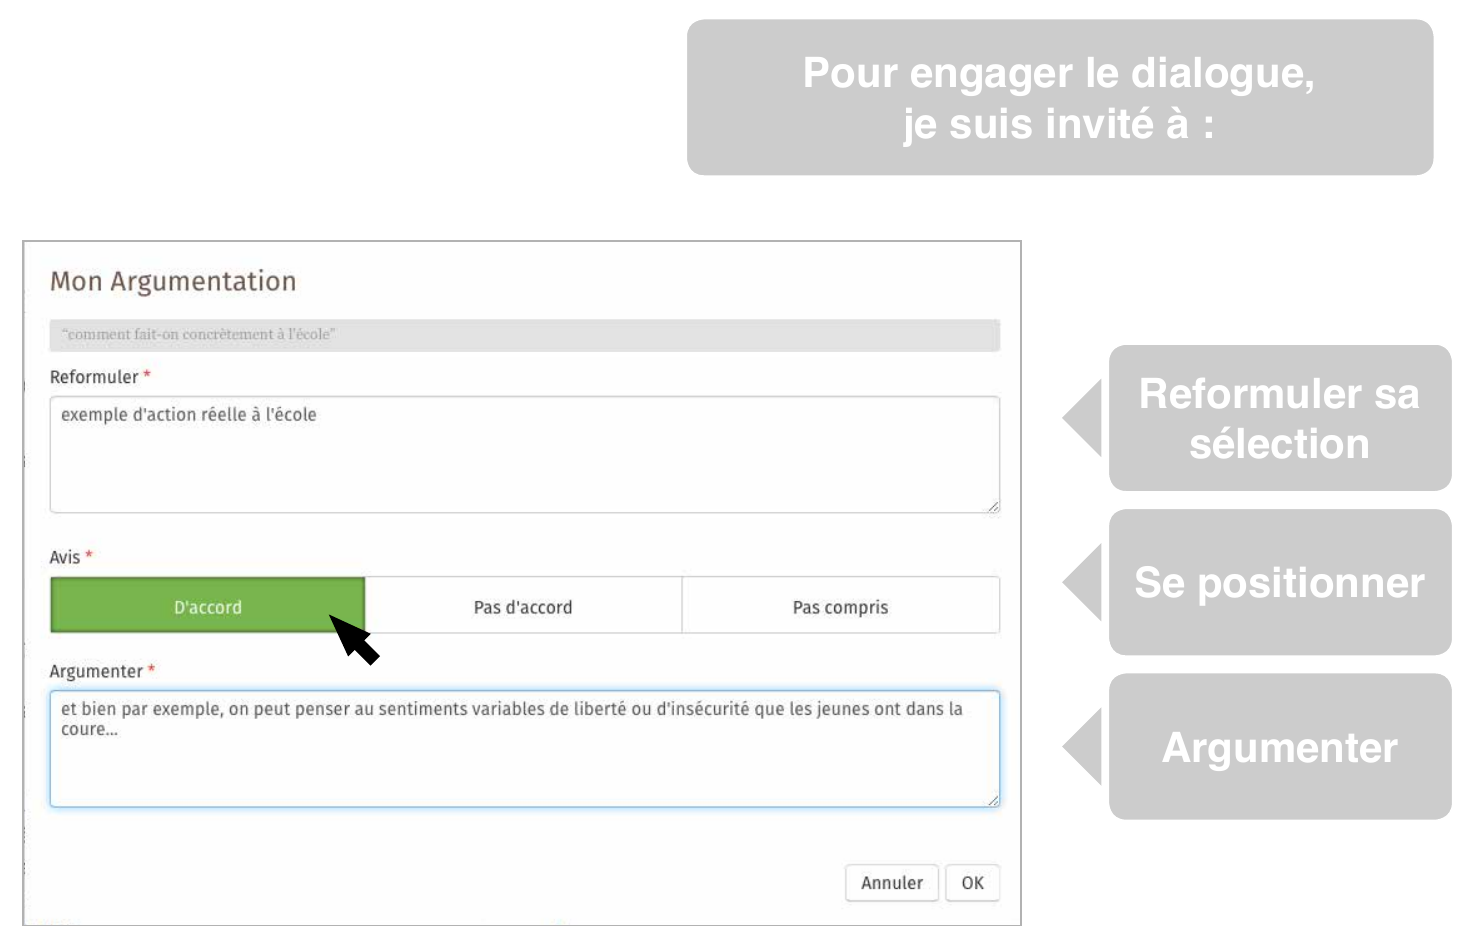 Pour engager le dialogue,
je suis invité à :
Mon Argumentation
“comment fait-on concrètement à l'école”
Reformuler *
exemple d'action réelle à l'école
Reformuler sa
sélection
Avis *
D'accord
Pas d'accord
Pas compris
Se positionner
Argumenter *
et bien par exemple, on peut penser au sentiments variables de liberté ou d'insécurité que les jeunes ont dans la
coure...
Argumenter
Annuler
OK